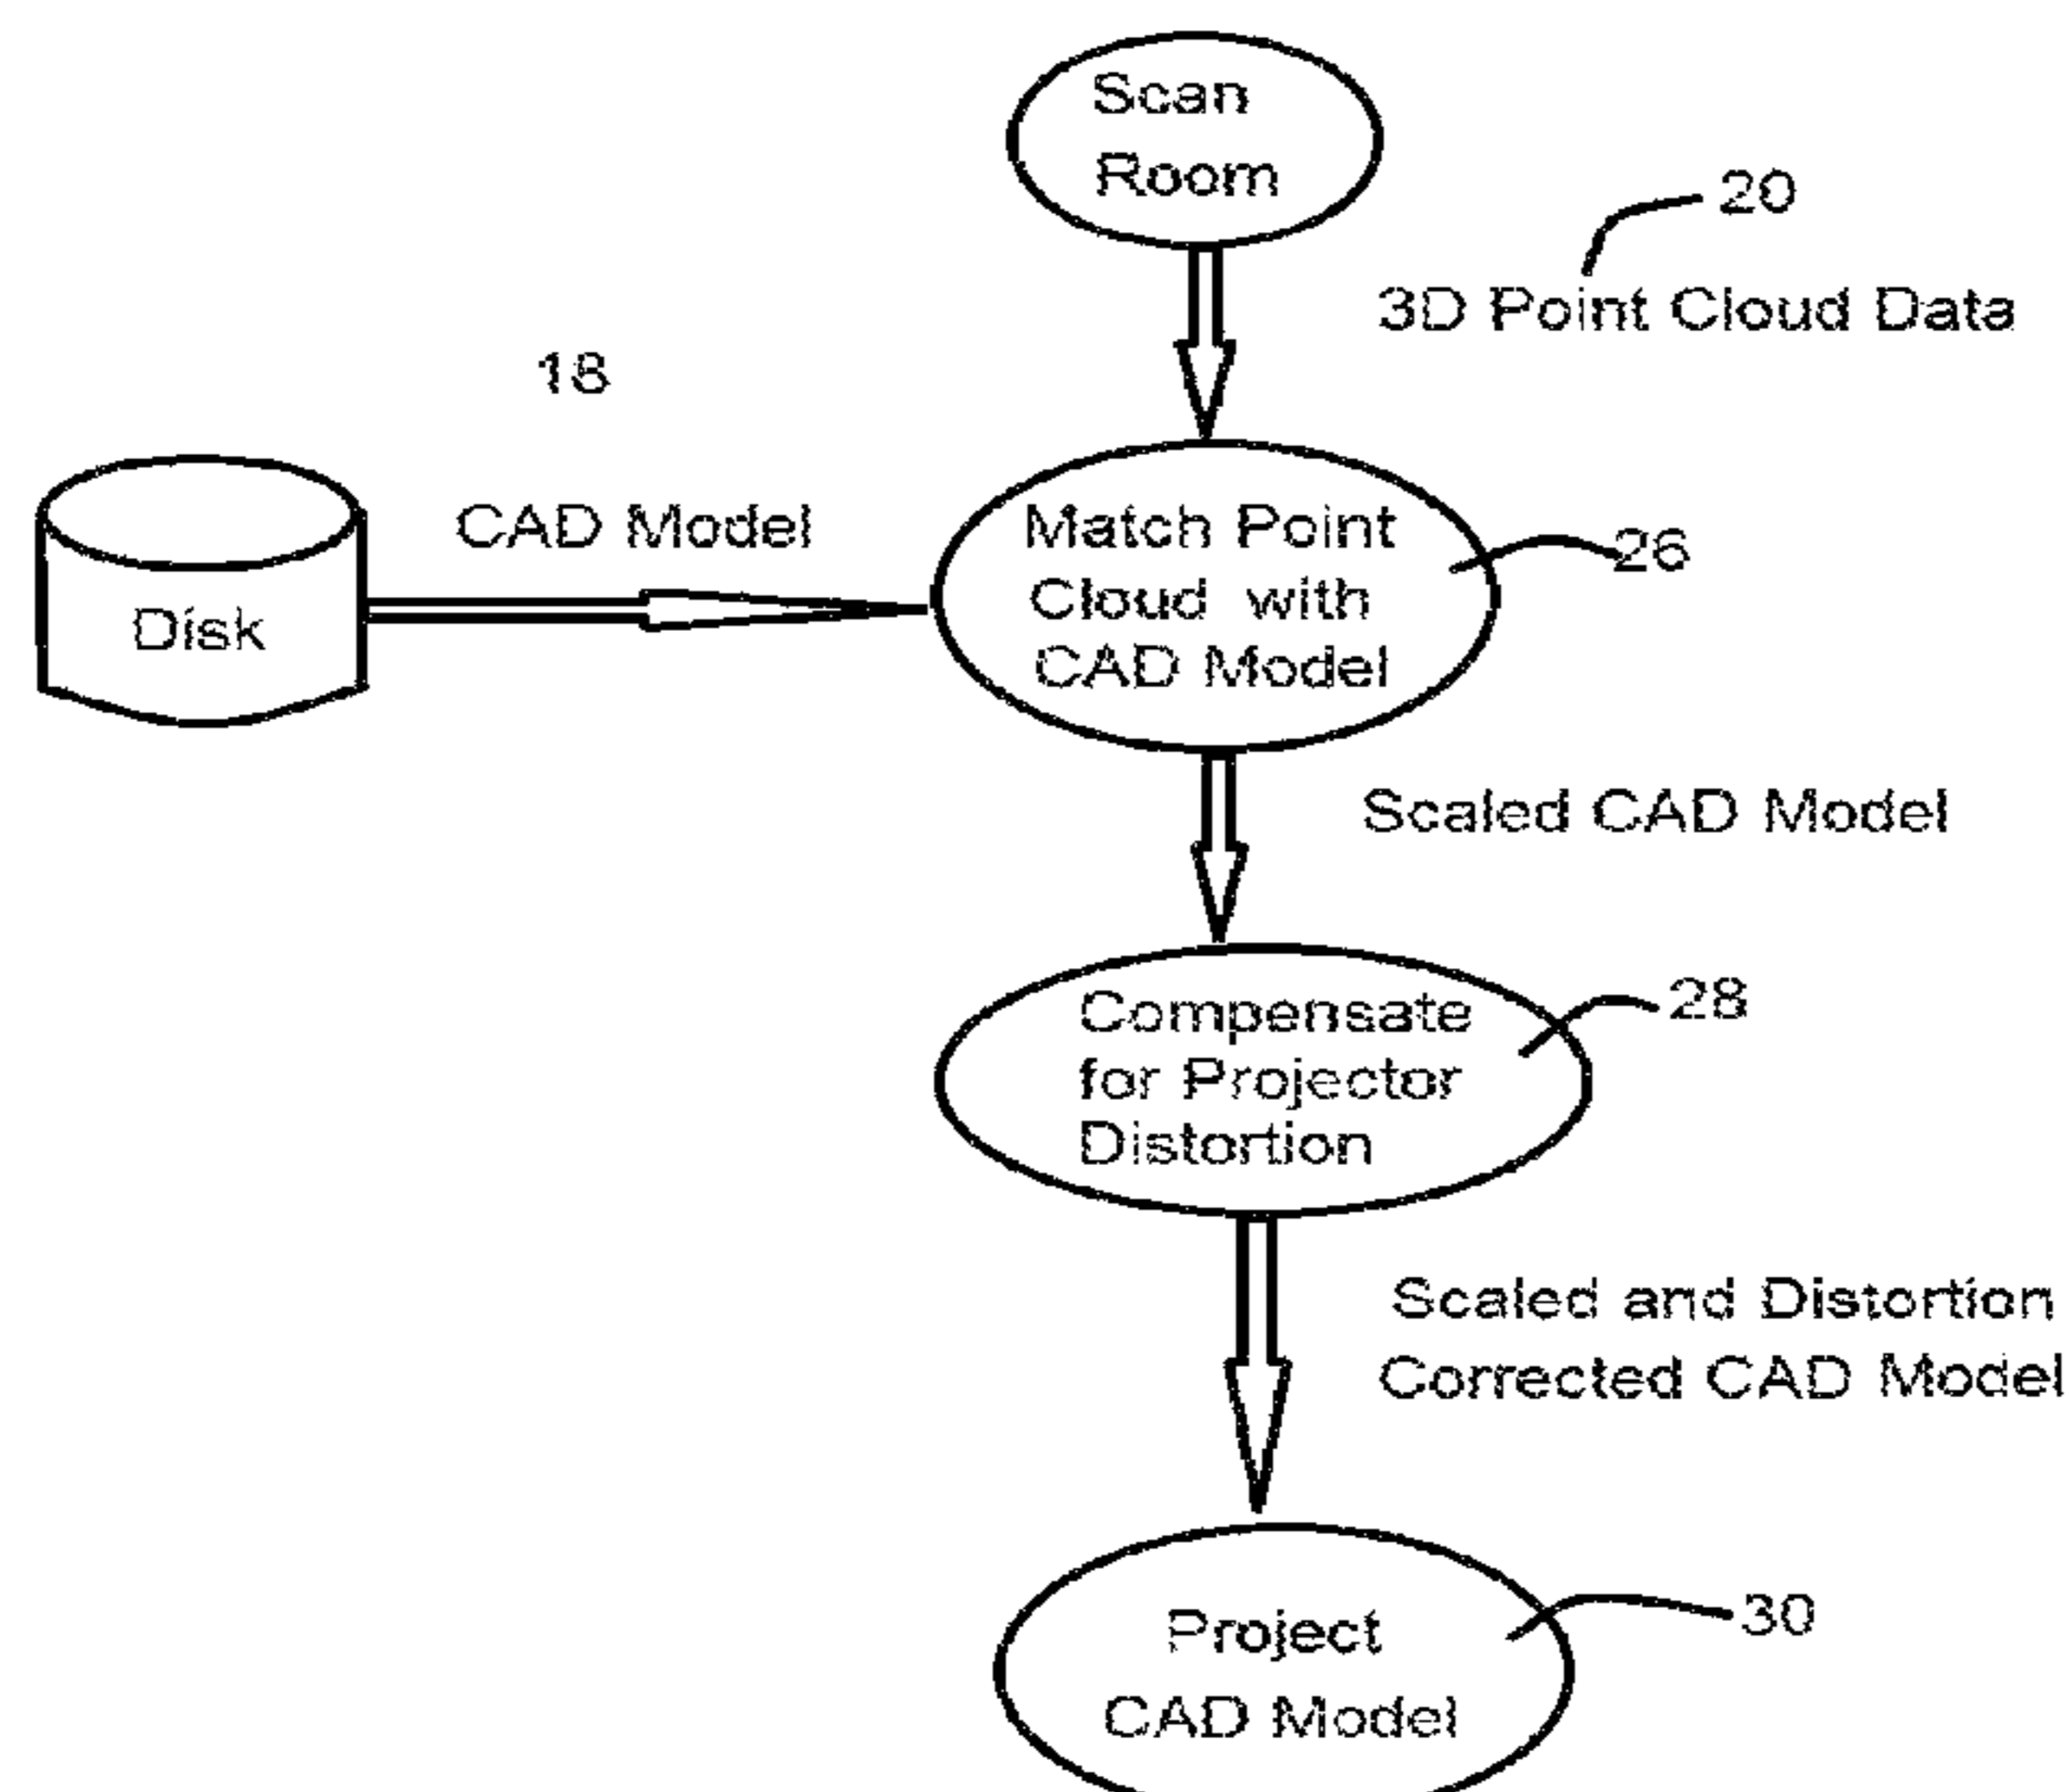 Scan
Room
20
3D Point Cloud Data
18
CAD Model
Disk
Match Point
Cloud with
CAD Model
26
Scaled CAD Model
Compensate
for Projector
Distortion
28
Scaled and Distortion
Corrected CAD Model
Project
CAD Model
30